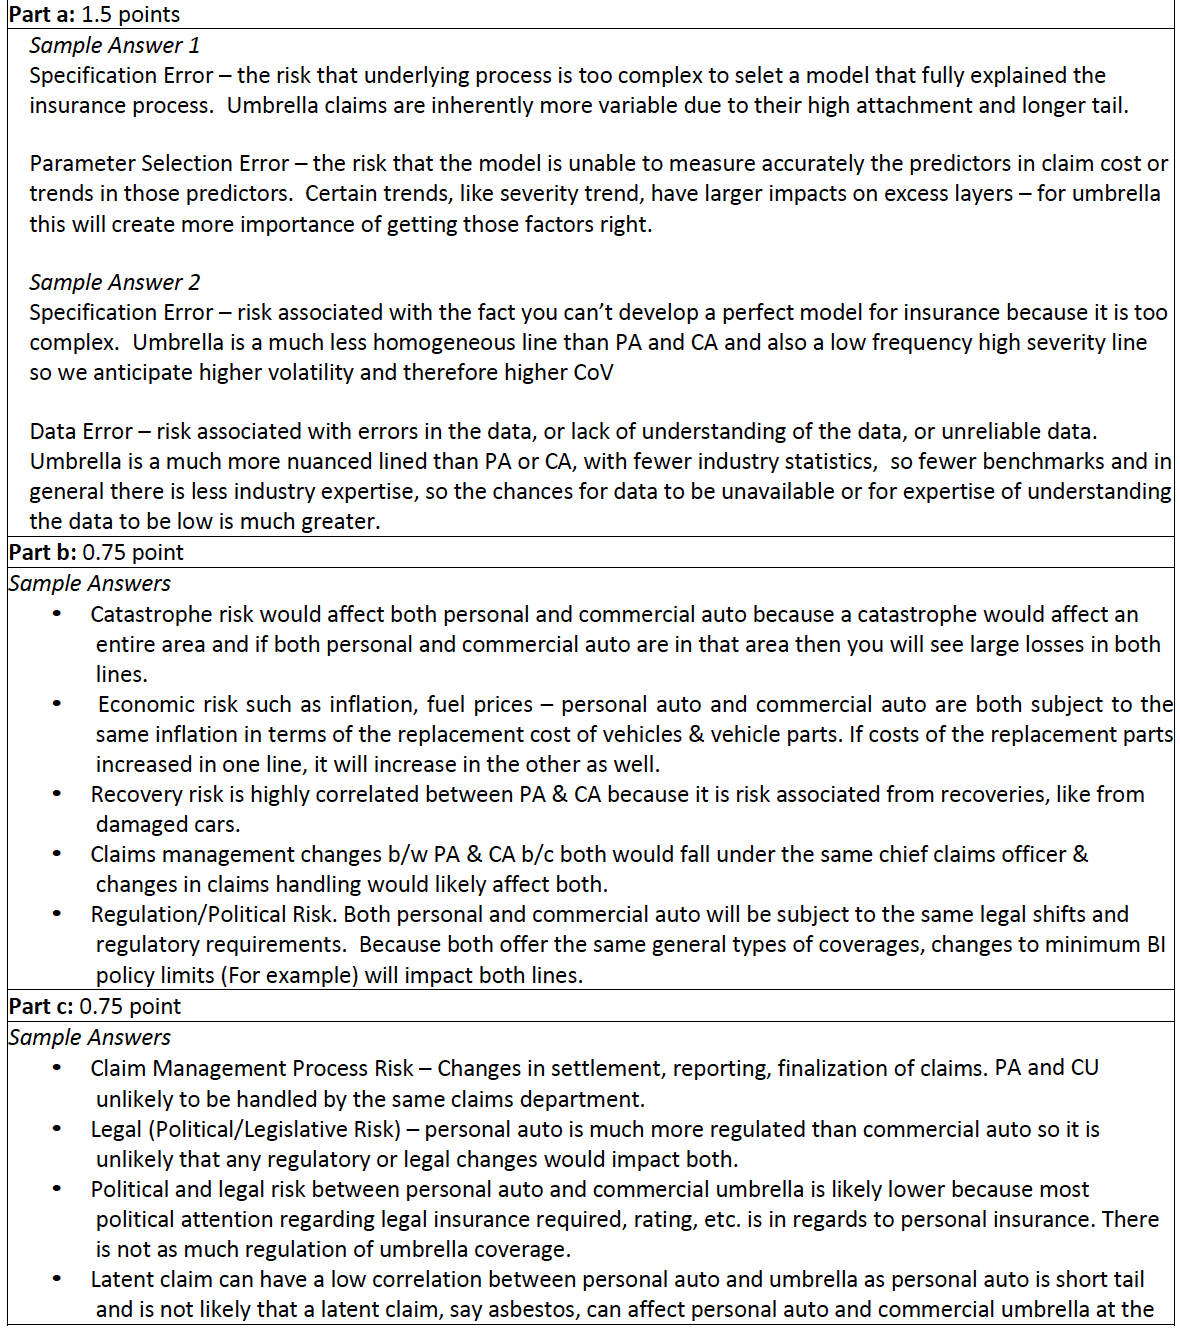 Part a: 1.5 points
Sample Answer 1
Specification Error – the risk that underlying process is too complex to selet a model that fully explained the
insurance process.  Umbrella claims are inherently more variable due to their high attachment and longer tail.
Parameter Selection Error – the risk that the model is unable to measure accurately the predictors in claim cost or
trends in those predictors.  Certain trends, like severity trend, have larger impacts on excess layers – for umbrella
this will create more importance of getting those factors right.
Sample Answer 2
Specification Error – risk associated with the fact you can’t develop a perfect model for insurance because it is too
complex.  Umbrella is a much less homogeneous line than PA and CA and also a low frequency high severity line
so we anticipate higher volatility and therefore higher CoV
Data Error – risk associated with errors in the data, or lack of understanding of the data, or unreliable data.
Umbrella is a much more nuanced lined than PA or CA, with fewer industry statistics,  so fewer benchmarks and in
general there is less industry expertise, so the chances for data to be unavailable or for expertise of understanding
the data to be low is much greater.
Part b: 0.75 point
Sample Answers
• Catastrophe risk would affect both personal and commercial auto because a catastrophe would affect an
entire area and if both personal and commercial auto are in that area then you will see large losses in both
lines.
• Economic risk such as inflation, fuel prices – personal auto and commercial auto are both subject to the
same inflation in terms of the replacement cost of vehicles & vehicle parts. If costs of the replacement parts
increased in one line, it will increase in the other as well.
• Recovery risk is highly correlated between PA & CA because it is risk associated from recoveries, like from
damaged cars.
• Claims management changes b/w PA & CA b/c both would fall under the same chief claims officer &
changes in claims handling would likely affect both.
• Regulation/Political Risk. Both personal and commercial auto will be subject to the same legal shifts and
regulatory requirements.  Because both offer the same general types of coverages, changes to minimum BI
policy limits (For example) will impact both lines.
Part c: 0.75 point
Sample Answers
• Claim Management Process Risk – Changes in settlement, reporting, finalization of claims. PA and CU
unlikely to be handled by the same claims department.
• Legal (Political/Legislative Risk) – personal auto is much more regulated than commercial auto so it is
unlikely that any regulatory or legal changes would impact both.
• Political and legal risk between personal auto and commercial umbrella is likely lower because most
political attention regarding legal insurance required, rating, etc. is in regards to personal insurance. There
is not as much regulation of umbrella coverage.
• Latent claim can have a low correlation between personal auto and umbrella as personal auto is short tail
and is not likely that a latent claim, say asbestos, can affect personal auto and commercial umbrella at the